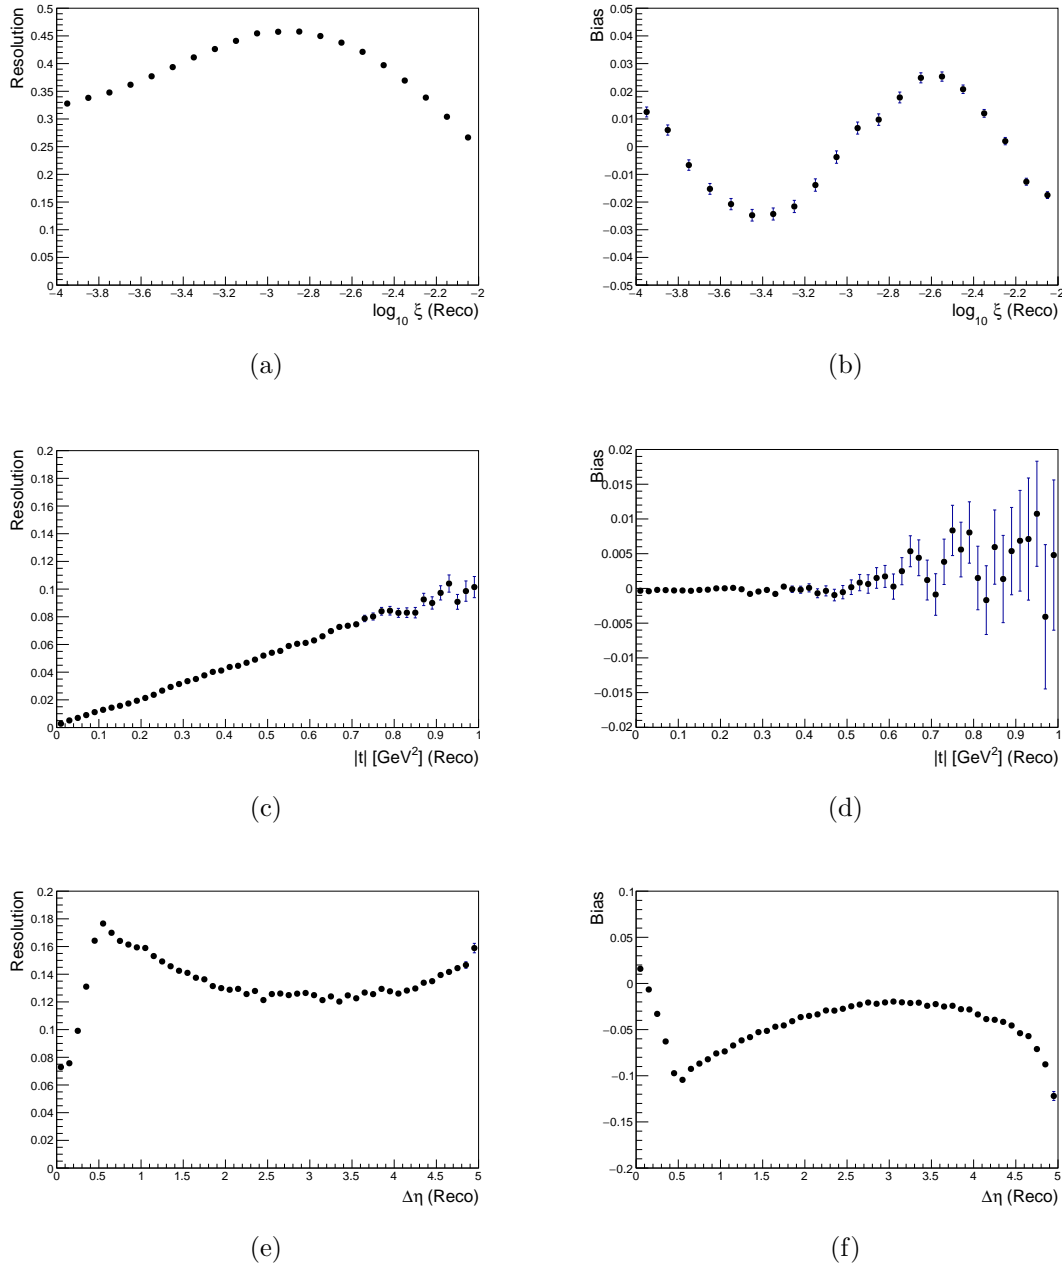 Resolution
0.5
0.45
0.4
0.35
0.3
0.25
0.2
0.15
0.1
0.05
0
−4 −3.8 −3.6 −3.4 −3.2 −3 −2.8 −2.6 −2.4 −2.2 −2
log10 ξ (Reco)
(a)
Bias
0.05
0.04
0.03
0.02
0.01
0
−0.01
−0.02
−0.03
−0.04
−0.05
−4 −3.8 −3.6 −3.4 −3.2 −3 −2.8 −2.6 −2.4 −2.2 −2
log10 ξ (Reco)
(b)
Resolution
0.2
0.18
0.16
0.14
0.12
0.1
0.08
0.06
0.04
0.02
0
0 0.1 0.2 0.3 0.4 0.5 0.6 0.7 0.8 0.9 1
|t| [GeV²] (Reco)
(c)
Bias
0.02
0.015
0.01
0.005
0
−0.005
−0.01
−0.015
−0.02
0 0.1 0.2 0.3 0.4 0.5 0.6 0.7 0.8 0.9 1
|t| [GeV²] (Reco)
(d)
Resolution
0.2
0.18
0.16
0.14
0.12
0.1
0.08
0.06
0.04
0.02
0
0 0.5 1 1.5 2 2.5 3 3.5 4 4.5 5
Δη (Reco)
(e)
Bias
0.1
0.05
0
−0.05
−0.1
−0.15
−0.2
0 0.5 1 1.5 2 2.5 3 3.5 4 4.5 5
Δη (Reco)
(f)